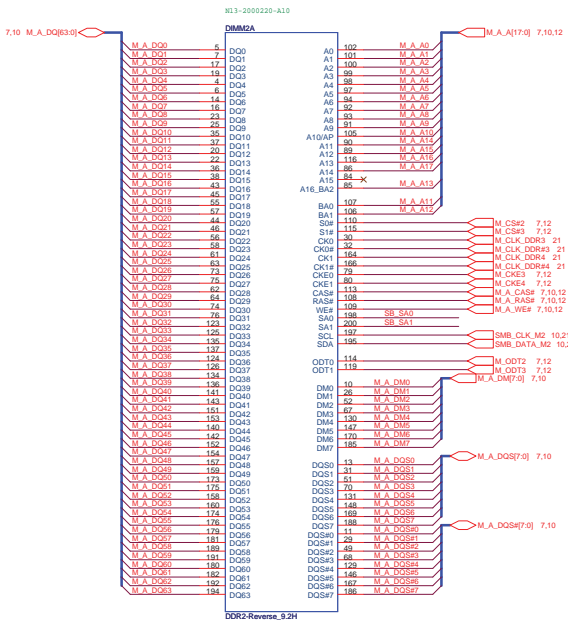 N13-2000220-A10
DIMM2A
7,10 M_A_DQ[63:0]
M_A_DQ0 5 DQ0
M_A_DQ1 7 DQ1
M_A_DQ2 17 DQ2
M_A_DQ3 19 DQ3
M_A_DQ4 4 DQ4
M_A_DQ5 6 DQ5
M_A_DQ6 14 DQ6
M_A_DQ7 16 DQ7
M_A_DQ8 23 DQ8
M_A_DQ9 25 DQ9
M_A_DQ10 35 DQ10
M_A_DQ11 37 DQ11
M_A_DQ12 20 DQ12
M_A_DQ13 22 DQ13
M_A_DQ14 36 DQ14
M_A_DQ15 38 DQ15
M_A_DQ16 43 DQ16
M_A_DQ17 45 DQ17
M_A_DQ18 55 DQ18
M_A_DQ19 57 DQ19
M_A_DQ20 44 DQ20
M_A_DQ21 46 DQ21
M_A_DQ22 56 DQ22
M_A_DQ23 58 DQ23
M_A_DQ24 61 DQ24
M_A_DQ25 63 DQ25
M_A_DQ26 73 DQ26
M_A_DQ27 75 DQ27
M_A_DQ28 62 DQ28
M_A_DQ29 64 DQ29
M_A_DQ30 74 DQ30
M_A_DQ31 76 DQ31
M_A_DQ32 123 DQ32
M_A_DQ33 125 DQ33
M_A_DQ34 135 DQ34
M_A_DQ35 137 DQ35
M_A_DQ36 124 DQ36
M_A_DQ37 126 DQ37
M_A_DQ38 134 DQ38
M_A_DQ39 136 DQ39
M_A_DQ40 141 DQ40
M_A_DQ41 143 DQ41
M_A_DQ42 151 DQ42
M_A_DQ43 153 DQ43
M_A_DQ44 140 DQ44
M_A_DQ45 142 DQ45
M_A_DQ46 152 DQ46
M_A_DQ47 154 DQ47
M_A_DQ48 157 DQ48
M_A_DQ49 159 DQ49
M_A_DQ50 173 DQ50
M_A_DQ51 175 DQ51
M_A_DQ52 158 DQ52
M_A_DQ53 160 DQ53
M_A_DQ54 174 DQ54
M_A_DQ55 176 DQ55
M_A_DQ56 179 DQ56
M_A_DQ57 181 DQ57
M_A_DQ58 189 DQ58
M_A_DQ59 191 DQ59
M_A_DQ60 180 DQ60
M_A_DQ61 182 DQ61
M_A_DQ62 192 DQ62
M_A_DQ63 194 DQ63
M_A_A[17:0] 7,10,12
A0 102 M_A_A0
A1 101 M_A_A1
A2 100 M_A_A2
A3 99 M_A_A3
A4 98 M_A_A4
A5 97 M_A_A5
A6 94 M_A_A6
A7 92 M_A_A7
A8 93 M_A_A8
A9 91 M_A_A9
A10/AP 105 M_A_A10
A11 90 M_A_A14
A12 89 M_A_A15
A13 116 M_A_A16
A14 86 M_A_A17
A15 84
A16_BA2 85 M_A_A13
BA0 107 M_A_A11
BA1 106 M_A_A12
S0# 110 M_CS#2 7,12
S1# 115 M_CS#3 7,12
CK0 30 M_CLK_DDR3 21
CK0# 32 M_CLK_DDR#3 21
CK1 164 M_CLK_DDR4 21
CK1# 166 M_CLK_DDR#4 21
CKE0 79 M_CKE3 7,12
CKE1 80 M_CKE4 7,12
CAS# 113 M_A_CAS# 7,10,12
RAS# 108 M_A_RAS# 7,10,12
WE# 109 M_A_WE# 7,10,12
SA0 198 SB_SA0
SA1 200 SB_SA1
SCL 197 SMB_CLK_M2 10,21
SDA 195 SMB_DATA_M2 10,2
ODT0 114 M_ODT2 7,12
ODT1 119 M_ODT3 7,12
M_A_DM[7:0] 7,10
DM0 10 M_A_DM0
DM1 26 M_A_DM1
DM2 52 M_A_DM2
DM3 67 M_A_DM3
DM4 130 M_A_DM4
DM5 147 M_A_DM5
DM6 170 M_A_DM6
DM7 185 M_A_DM7
M_A_DQS[7:0] 7,10
DQS0 13 M_A_DQS0
DQS1 31 M_A_DQS1
DQS2 51 M_A_DQS2
DQS3 70 M_A_DQS3
DQS4 131 M_A_DQS4
DQS5 148 M_A_DQS5
DQS6 169 M_A_DQS6
DQS7 188 M_A_DQS7
M_A_DQS#[7:0] 7,10
DQS#0 11 M_A_DQS#0
DQS#1 29 M_A_DQS#1
DQS#2 49 M_A_DQS#2
DQS#3 68 M_A_DQS#3
DQS#4 129 M_A_DQS#4
DQS#5 146 M_A_DQS#5
DQS#6 167 M_A_DQS#6
DQS#7 186 M_A_DQS#7
DDR2-Reverse_9.2H